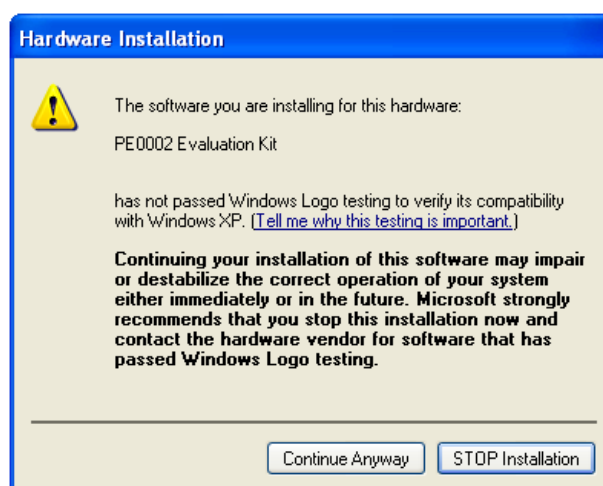 Hardware Installation
The software you are installing for this hardware:
PE0002 Evaluation Kit
has not passed Windows Logo testing to verify its compatibility
with Windows XP. (Tell me why this testing is important.)
Continuing your installation of this software may impair
or destabilize the correct operation of your system
either immediately or in the future. Microsoft strongly
recommends that you stop this installation now and
contact the hardware vendor for software that has
passed Windows Logo testing.
Continue Anyway
STOP Installation